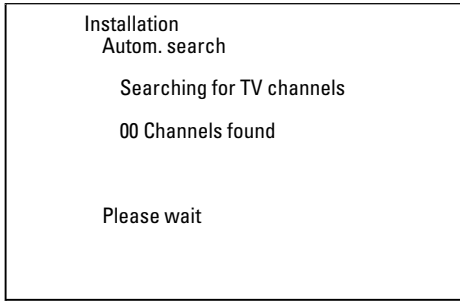 Installation
Autom. search
Searching for TV channels
00 Channels found
Please wait